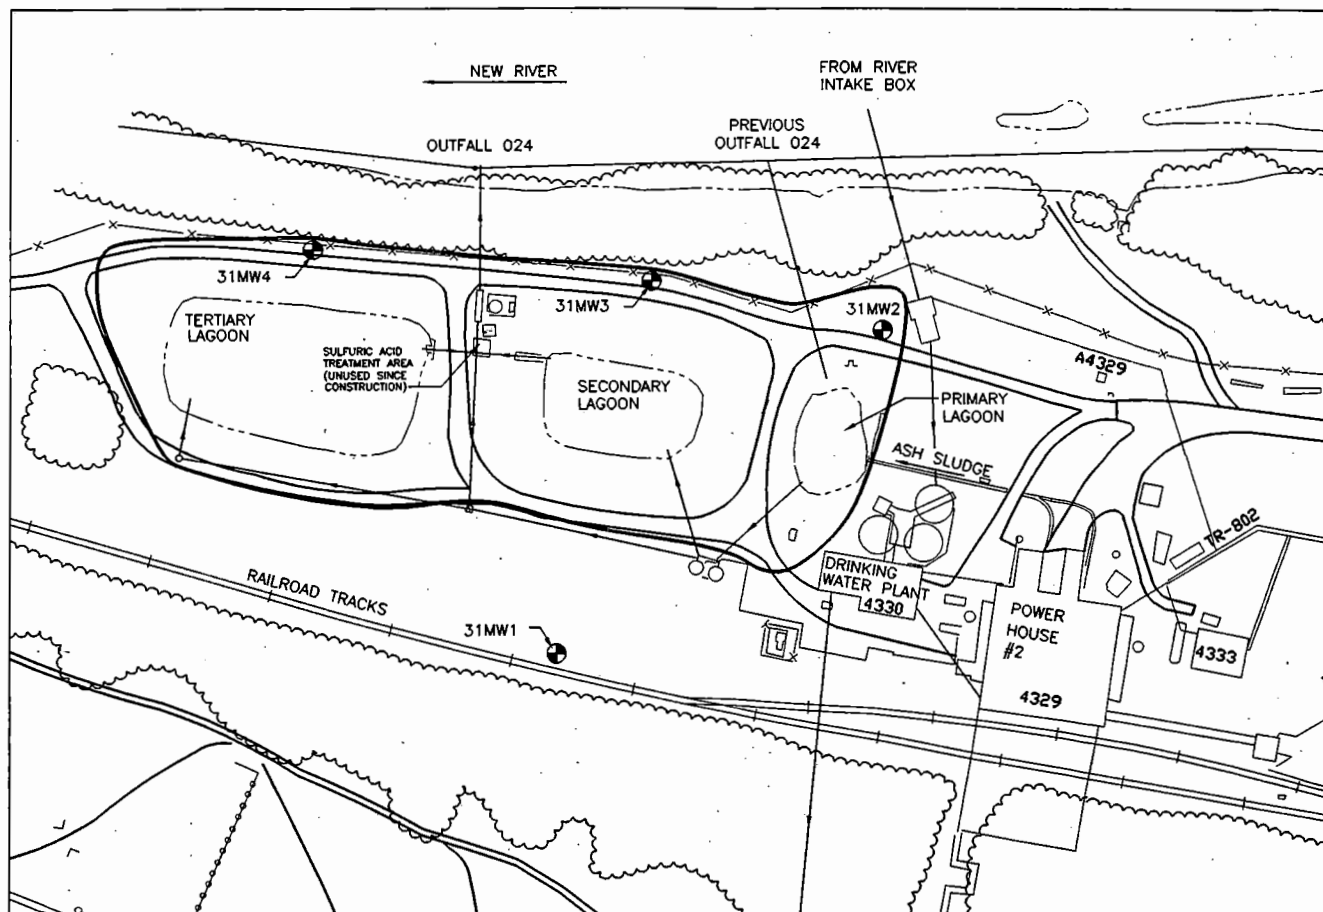 NEW RIVER
FROM RIVER
INTAKE BOX
PREVIOUS
OUTFALL 024
OUTFALL 024
31MW4
31MW3
31MW2
TERTIARY
LAGOON
SULFURIC ACID
TREATMENT AREA
(UNUSED SINCE
CONSTRUCTION)
SECONDARY
LAGOON
PRIMARY
LAGOON
A4329
ASH SLUDGE
TR-802
DRINKING
WATER PLANT
4330
POWER
HOUSE
#2
4329
4333
RAILROAD TRACKS
31MW1